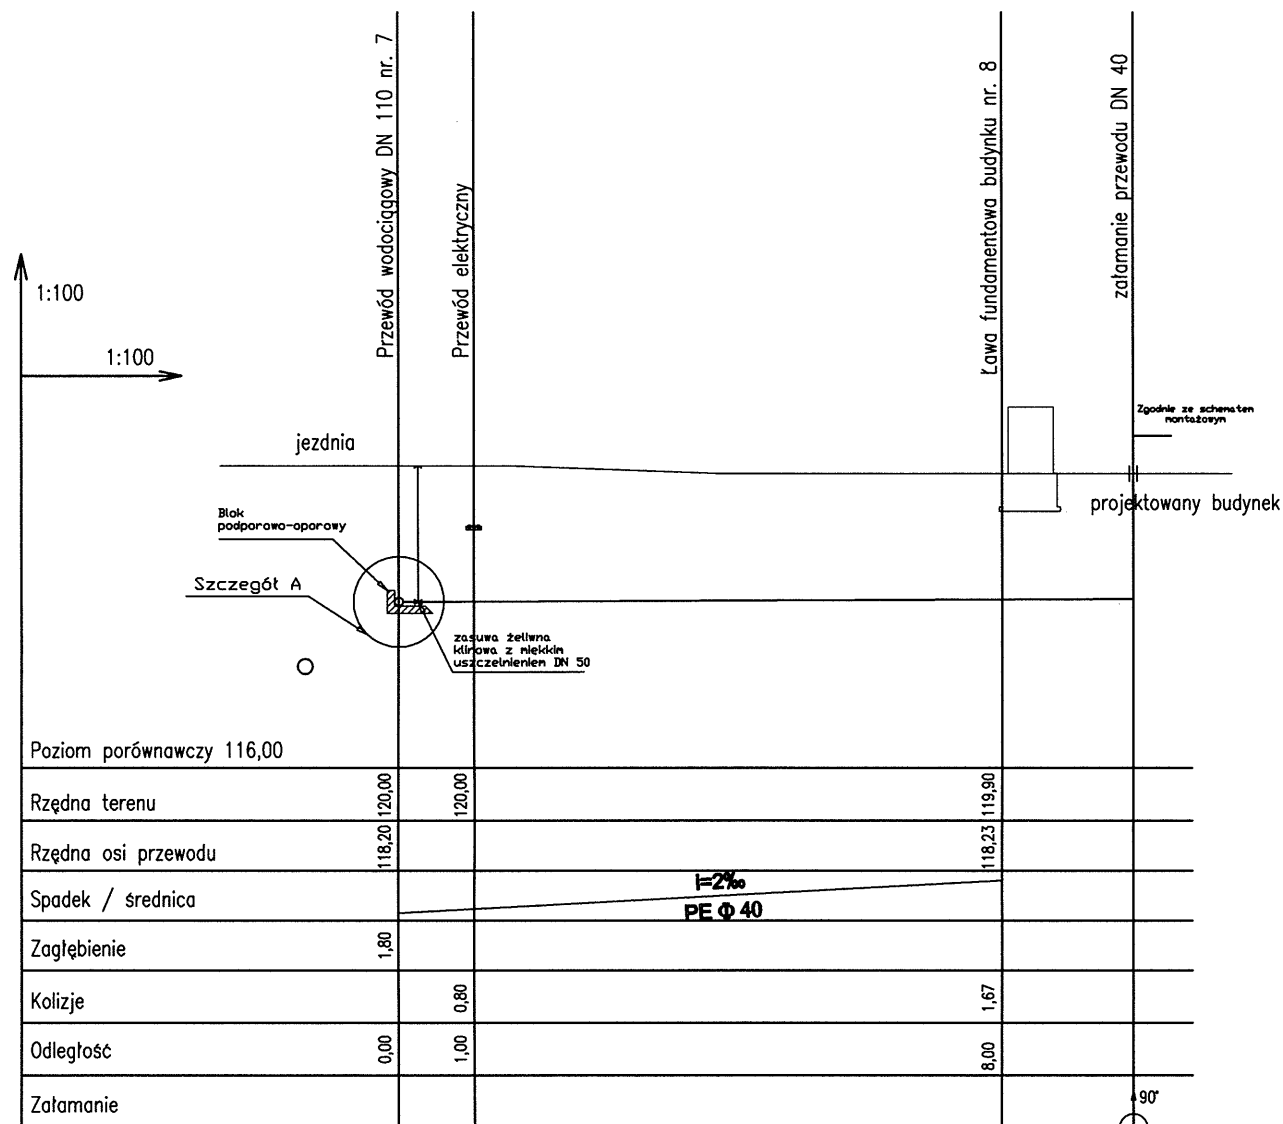 Przewód wodociągowy DN 110 nr. 7
Przewód elektryczny
Ława fundamentowa budynku nr. 8
załamanie przewodu DN 40
1:100
1:100
jezdnia
Zgodnie ze schematem
montażowym
projektowany budynek
Blok
podporowo-oporowy
Szczegół A
zasuwa żeliwna
klinowa z miękkim
uszczelnieniem DN 50
Poziom porównawczy 116,00
Rzędna terenu 120,00 120,00 119,90
Rzędna osi przewodu 118,20 118,23
Spadek / średnica
i=2‰
PE Φ 40
Zagłębienie 1,80
Kolizje 0,80 1,67
Odległość 0,00 1,00 8,00
Załamanie 90°